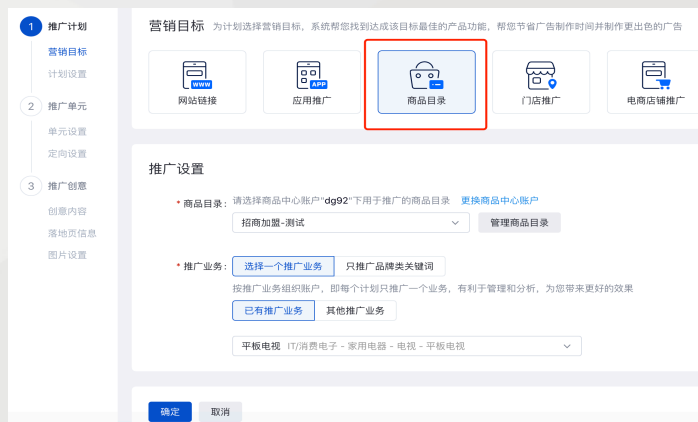 1 推广计划
营销目标
计划设置
2 推广单元
单元设置
定向设置
3 推广创意
创意内容
落地页信息
图片设置
营销目标 为计划选择营销目标，系统帮您找到达成该目标最佳的产品功能，帮您节省广告制作时间并制作更出色的广告
WWW
网站链接
APP
应用推广
商品目录
门店推广
电商店铺推广
推广设置
* 商品目录： 请选择商品中心账户"dg92"下用于推广的商品目录 更换商品中心账户
招商加盟-测试 管理商品目录
* 推广业务： 选择一个推广业务 只推广品牌类关键词
按推广业务组织账户，即每个计划只推广一个业务，有利于管理和分析，为您带来更好的效果
已有推广业务 其他推广业务
平板电视 IT/消费电子 - 家用电器 - 电视 - 平板电视
确定 取消